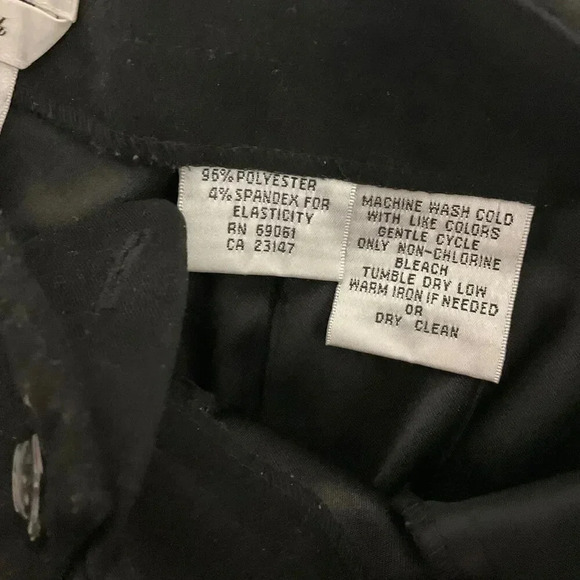 96% POLYESTER
4% SPANDEX FOR
ELASTICITY
RN 69061
CA 23147
MACHINE WASH COLD
WITH LIKE COLORS
GENTLE CYCLE
ONLY NON-CHLORINE
BLEACH
TUMBLE DRY LOW
WARM IRON IF NEEDED
OR
DRY CLEAN